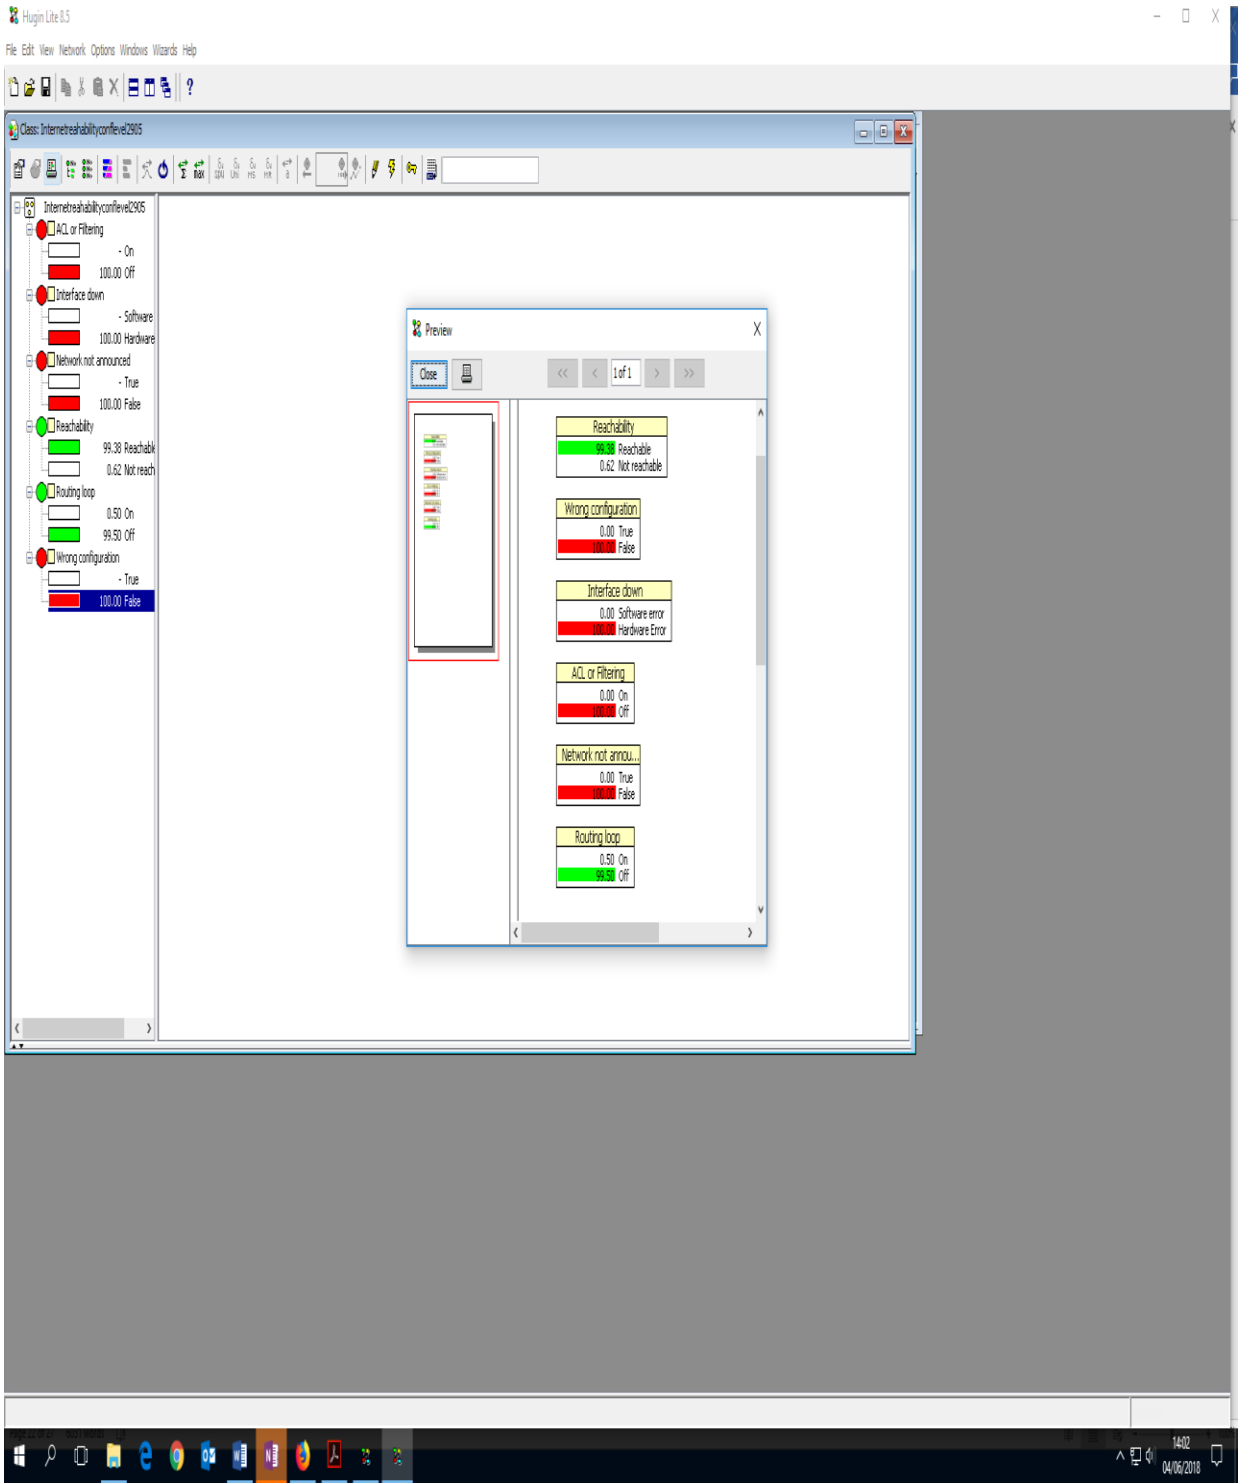 Hugin Lite 8.5
File Edit View Network Options Windows Wizards Help
Class: Internetreahabilityconflevel2905
Internetreahabilityconflevel2905
ACL or Filtering
- On
100.00 Off
Interface down
- Software
100.00 Hardware
Network not announced
- True
100.00 False
Reachability
99.38 Reachable
0.62 Not reach
Routing loop
0.50 On
99.50 Off
Wrong configuration
- True
100.00 False
Preview
Close
1 of 1
Reachability
99.38 Reachable
0.62 Not reachable
Wrong configuration
0.00 True
100.00 False
Interface down
0.00 Software error
100.00 Hardware Error
ACL or Filtering
0.00 On
100.00 Off
Network not annou...
0.00 True
100.00 False
Routing loop
0.50 On
99.50 Off
14:02
04/06/2018